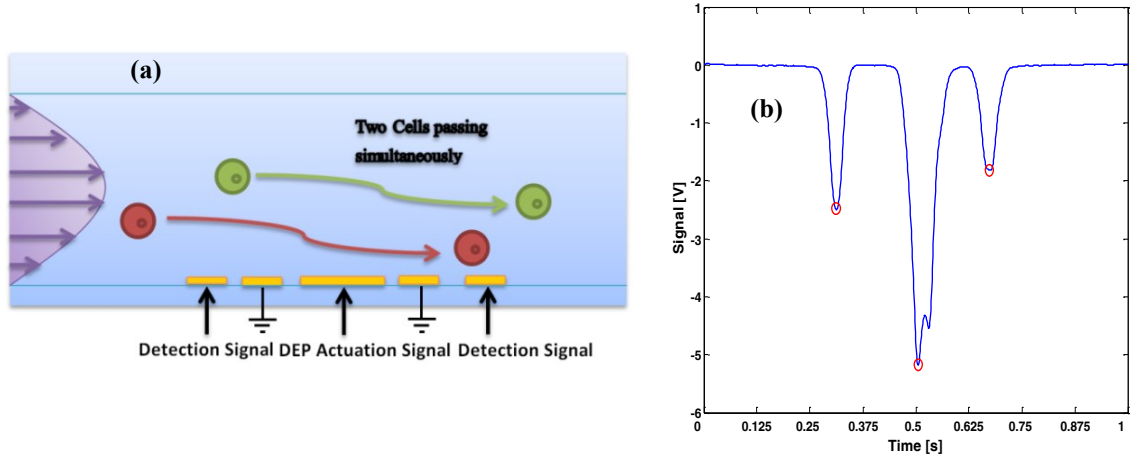 (a)
Two Cells passing
simultaneously
Detection Signal DEP Actuation Signal Detection Signal
(b)
1
0
-1
-2
-3
-4
-5
-6
Signal [V]
0 0.125 0.25 0.375 0.5 0.625 0.75 0.875 1
Time [s]